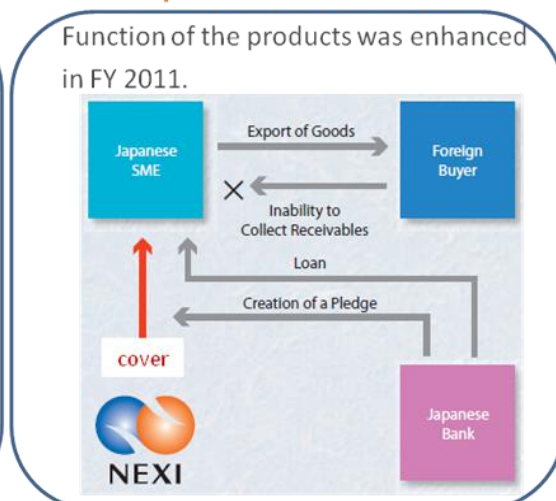 Function of the products was enhanced
in FY 2011.
Japanese
SME
Export of Goods
Foreign
Buyer
Inability to
Collect Receivables
Loan
Creation of a Pledge
cover
NEXI
Japanese
Bank